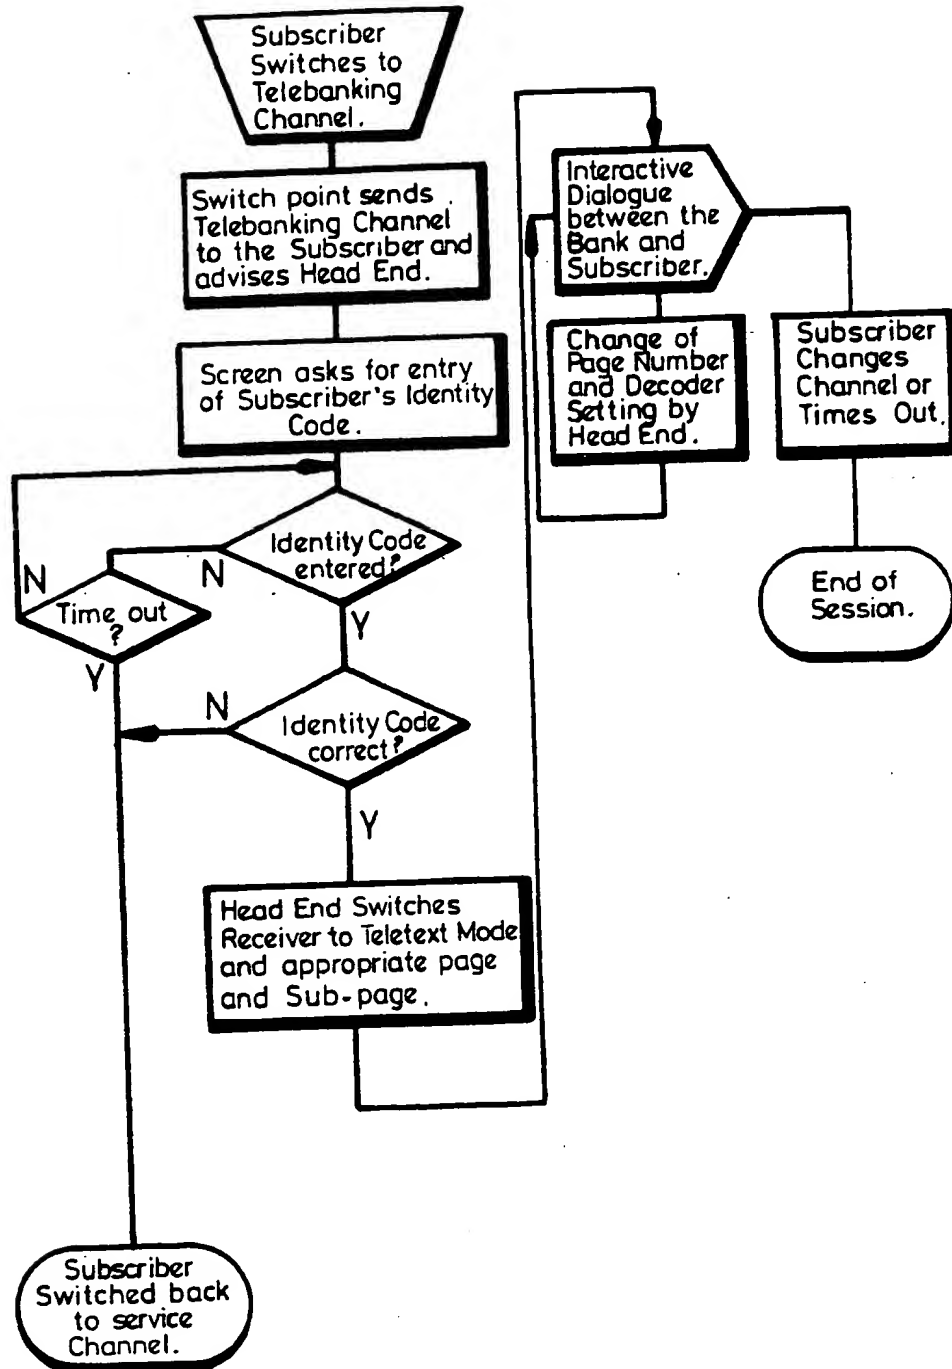 Subscriber
Switches to
Telebanking
Channel.
Switch point sends
Telebanking Channel
to the Subscriber and
advises Head End.
Screen asks for entry
of Subscriber's Identity
Code.
Identity Code
entered?
N
Y
Time out
?
N
Y
Identity Code
correct?
N
Y
Head End Switches
Receiver to Teletext Mode
and appropriate page
and Sub-page.
Subscriber
Switched back
to service
Channel.
Interactive
Dialogue
between the
Bank and
Subscriber.
Change of
Page Number
and Decoder
Setting by
Head End.
Subscriber
Changes
Channel or
Times Out.
End of
Session.